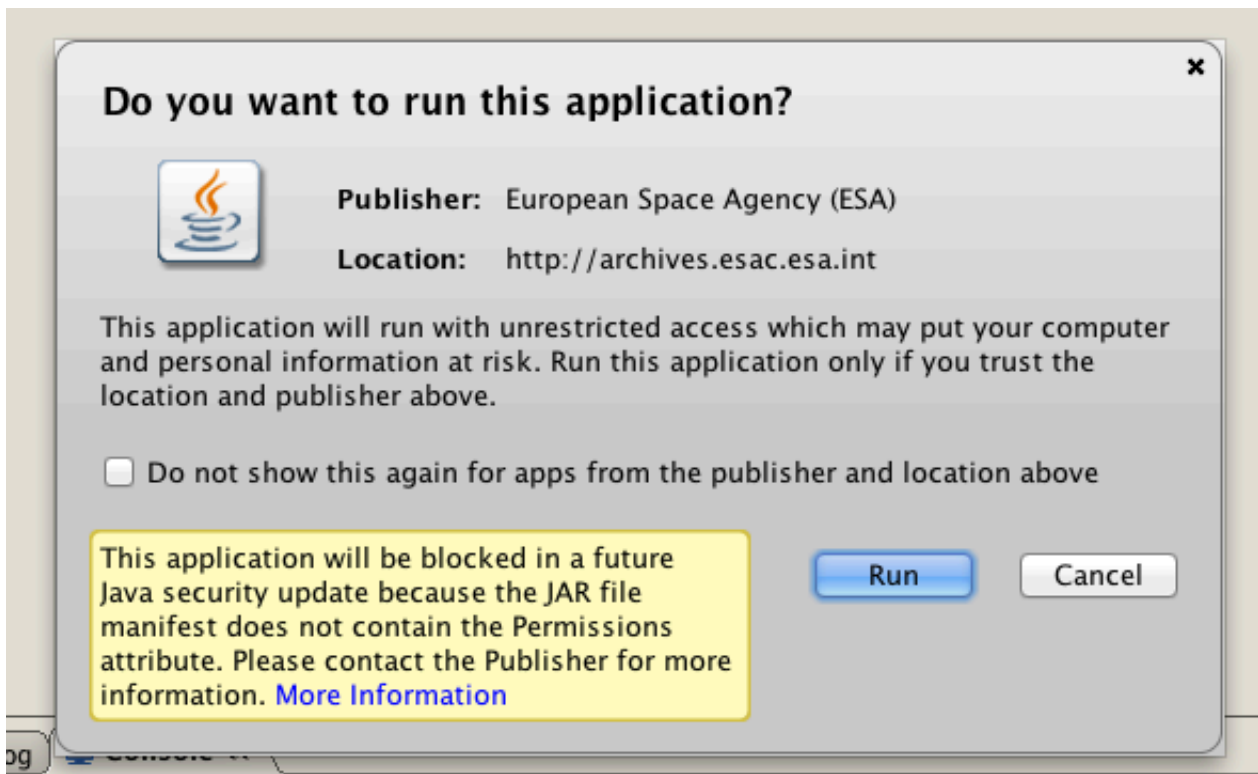 Do you want to run this application?
Publisher: European Space Agency (ESA)
Location: http://archives.esac.esa.int
This application will run with unrestricted access which may put your computer
and personal information at risk. Run this application only if you trust the
location and publisher above.
Do not show this again for apps from the publisher and location above
This application will be blocked in a future
Java security update because the JAR file
manifest does not contain the Permissions
attribute. Please contact the Publisher for more
information. More Information
Run Cancel
og